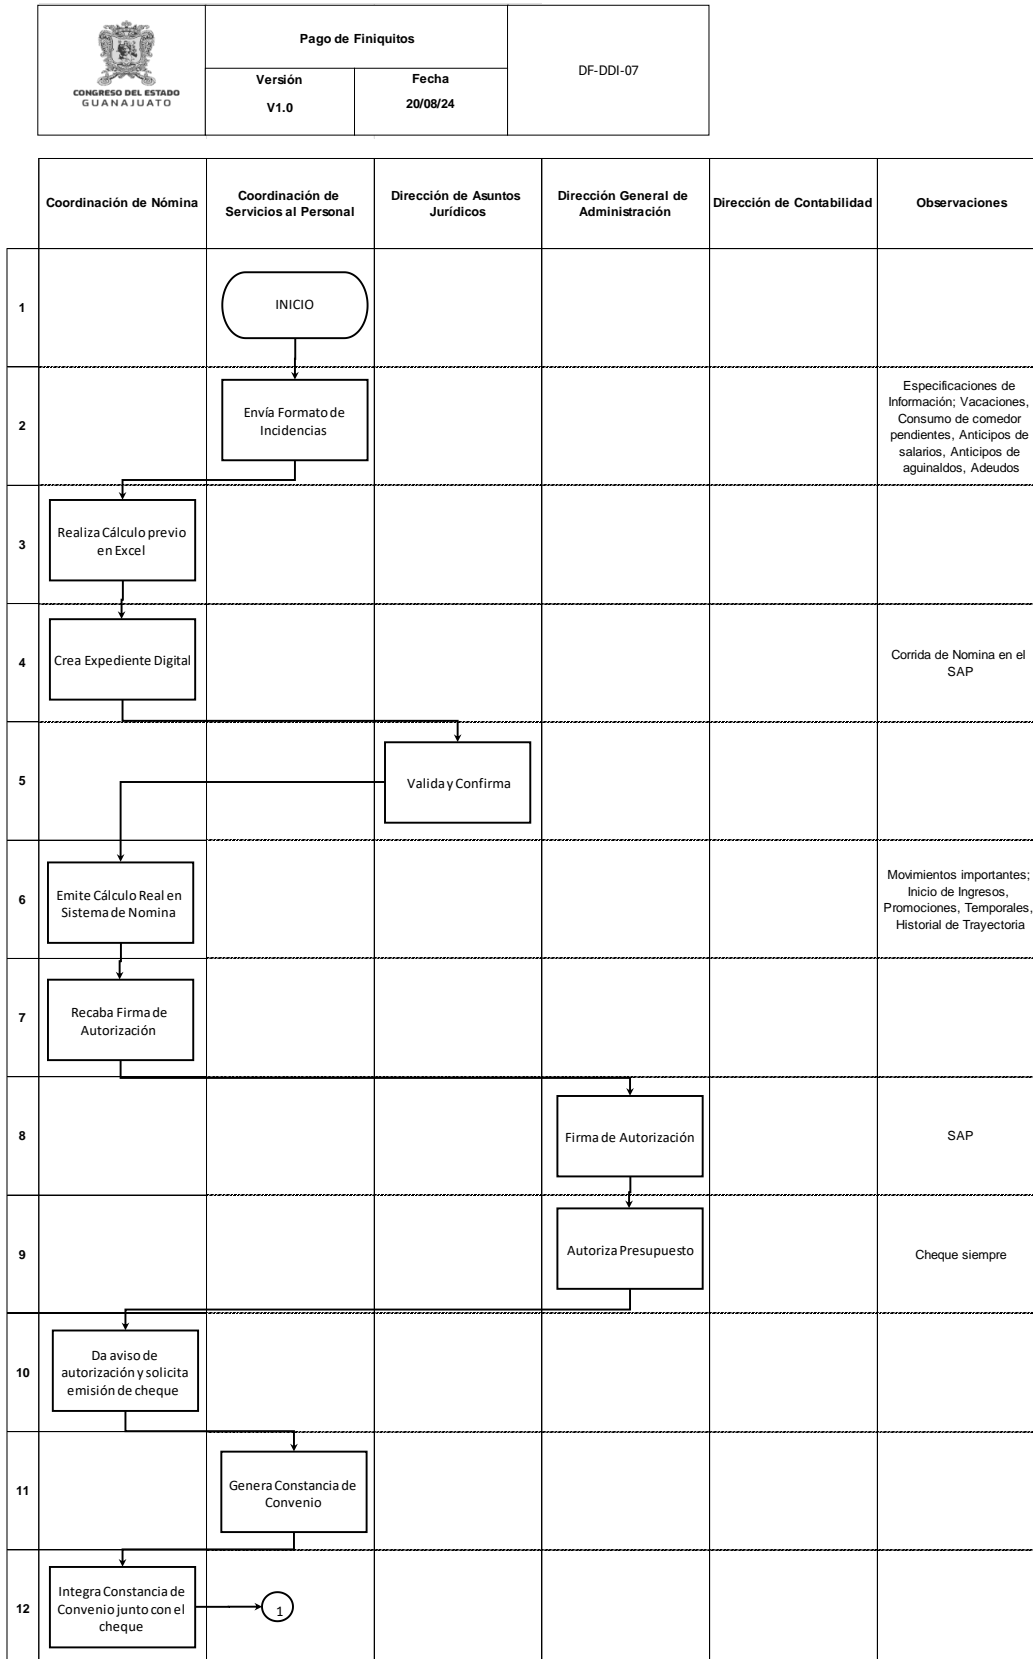 CONGRESO DEL ESTADO
GUANAJUATO
Pago de Finiquitos
Versión
Fecha
V1.0
20/08/24
DF-DDI-07
Coordinación de Nómina
Coordinación de
Servicios al Personal
Dirección de Asuntos
Jurídicos
Dirección General de
Administración
Dirección de Contabilidad
Observaciones
1
INICIO
2
Envía Formato de
Incidencias
Especificaciones de
Información; Vacaciones,
Consumo de comedor
pendientes, Anticipos de
salarios, Anticipos de
aguinaldos, Adeudos
3
Realiza Cálculo previo
en Excel
4
Crea Expediente Digital
Corrida de Nomina en el
SAP
5
Valida y Confirma
6
Emite Cálculo Real en
Sistema de Nomina
Movimientos importantes;
Inicio de Ingresos,
Promociones, Temporales,
Historial de Trayectoria
7
Recaba Firma de
Autorización
8
Firma de Autorización
SAP
9
Autoriza Presupuesto
Cheque siempre
10
Da aviso de
autorización y solicita
emisión de cheque
11
Genera Constancia de
Convenio
12
Integra Constancia de
Convenio junto con el
cheque
1